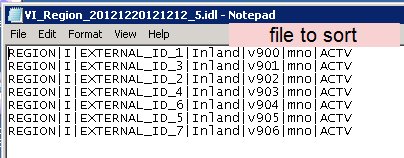 VI_Region_20121220121212_5.idl - Notepad
File Edit Format View Help
file to sort
REGION|I|EXTERNAL_ID_1|Inland|v900|mno|ACTV
REGION|I|EXTERNAL_ID_3|Inland|v901|mno|ACTV
REGION|I|EXTERNAL_ID_2|Inland|v902|mno|ACTV
REGION|I|EXTERNAL_ID_4|Inland|v903|mno|ACTV
REGION|I|EXTERNAL_ID_6|Inland|v904|mno|ACTV
REGION|I|EXTERNAL_ID_5|Inland|v905|mno|ACTV
REGION|I|EXTERNAL_ID_7|Inland|v906|mno|ACTV